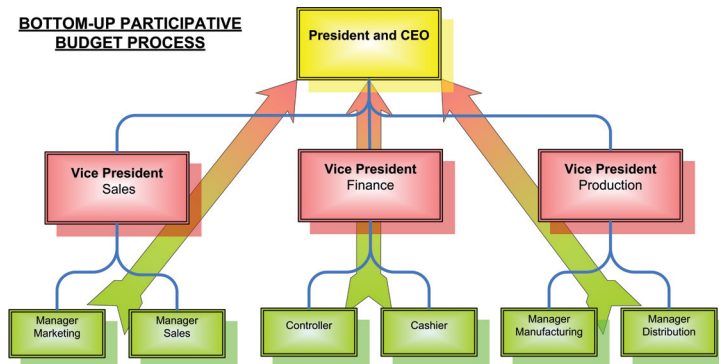 BOTTOM-UP PARTICIPATIVE
BUDGET PROCESS
President and CEO
Vice President
Sales
Vice President
Finance
Vice President
Production
Manager
Marketing
Manager
Sales
Controller
Cashier
Manager
Manufacturing
Manager
Distribution